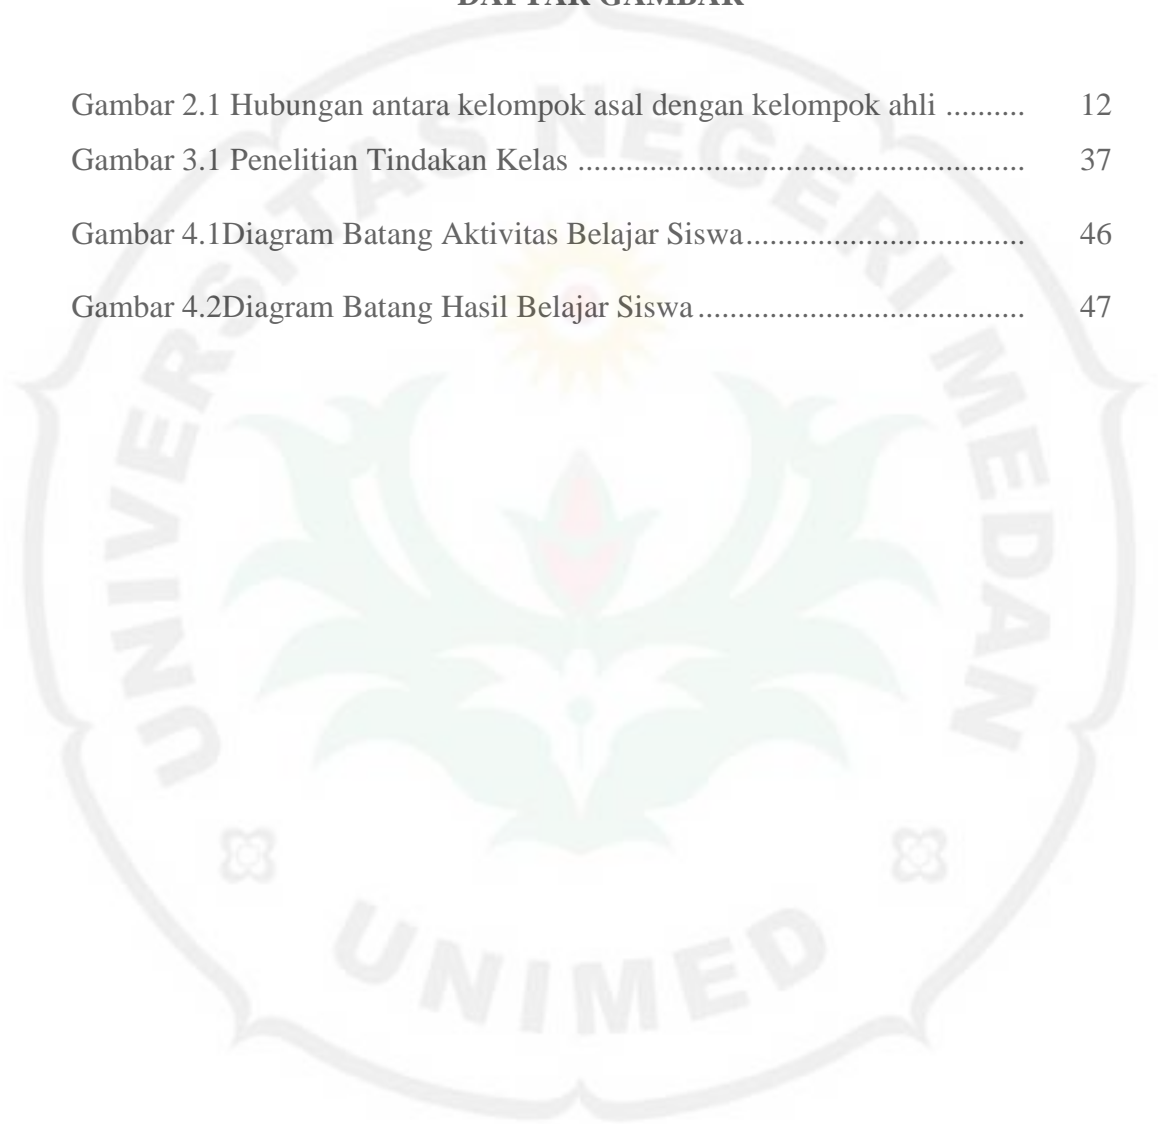 DAFTAR GAMBAR
Gambar 2.1 Hubungan antara kelompok asal dengan kelompok ahli .......... 12
Gambar 3.1 Penelitian Tindakan Kelas ........................................................ 37
Gambar 4.1Diagram Batang Aktivitas Belajar Siswa................................... 46
Gambar 4.2Diagram Batang Hasil Belajar Siswa......................................... 47
UNIVERSITAS NEGERI MEDAN
UNIMED